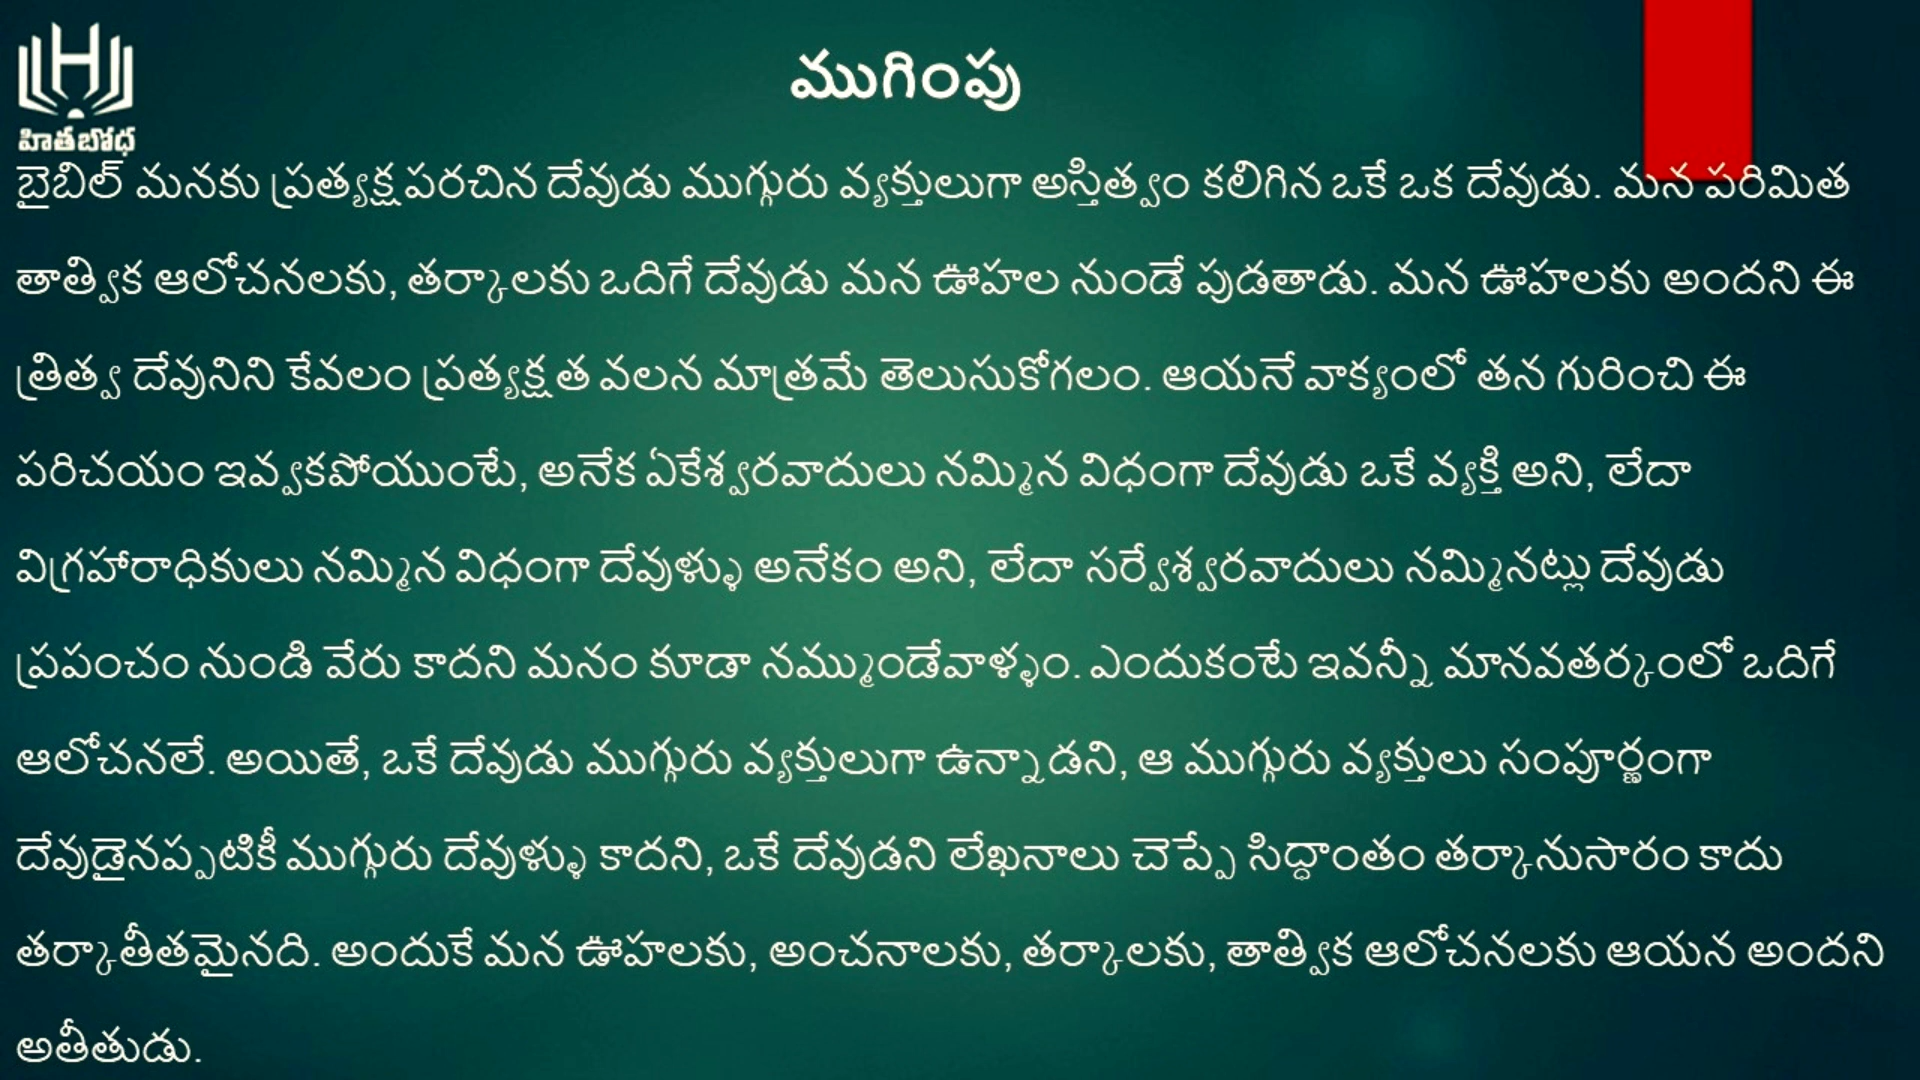 ముగింపు
హితబోధ
బైబిల్ మనకు ప్రత్యక్షపరచిన దేవుడు ముగ్గురు వ్యక్తులుగా అస్తిత్వం కలిగిన ఒకే ఒక దేవుడు. మన పరిమిత
తాత్విక ఆలోచనలకు, తర్కాలకు ఒదిగే దేవుడు మన ఊహల నుండే పుడతాడు. మన ఊహలకు అందని ఈ
త్రిత్వ దేవునిని కేవలం ప్రత్యక్షత వలన మాత్రమే తెలుసుకోగలం. ఆయనే వాక్యంలో తన గురించి ఈ
పరిచయం ఇవ్వకపోయుంటే, అనేక ఏకేశ్వరవాదులు నమ్మిన విధంగా దేవుడు ఒకే వ్యక్తి అని, లేదా
విగ్రహారాధికులు నమ్మిన విధంగా దేవుళ్ళు అనేకం అని, లేదా సర్వేశ్వరవాదులు నమ్మినట్లు దేవుడు
ప్రపంచం నుండి వేరు కాదని మనం కూడా నమ్ముండేవాళ్ళం. ఎందుకంటే ఇవన్నీ మానవతర్కంలో ఒదిగే
ఆలోచనలే. అయితే, ఒకే దేవుడు ముగ్గురు వ్యక్తులుగా ఉన్నాడని, ఆ ముగ్గురు వ్యక్తులు సంపూర్ణంగా
దేవుడైనప్పటికీ ముగ్గురు దేవుళ్ళు కాదని, ఒకే దేవుడని లేఖనాలు చెప్పే సిద్ధాంతం తర్కానుసారం కాదు
తర్కాతీతమైనది. అందుకే మన ఊహలకు, అంచనాలకు, తర్కాలకు, తాత్విక ఆలోచనలకు ఆయన అందని
అతీతుడు.